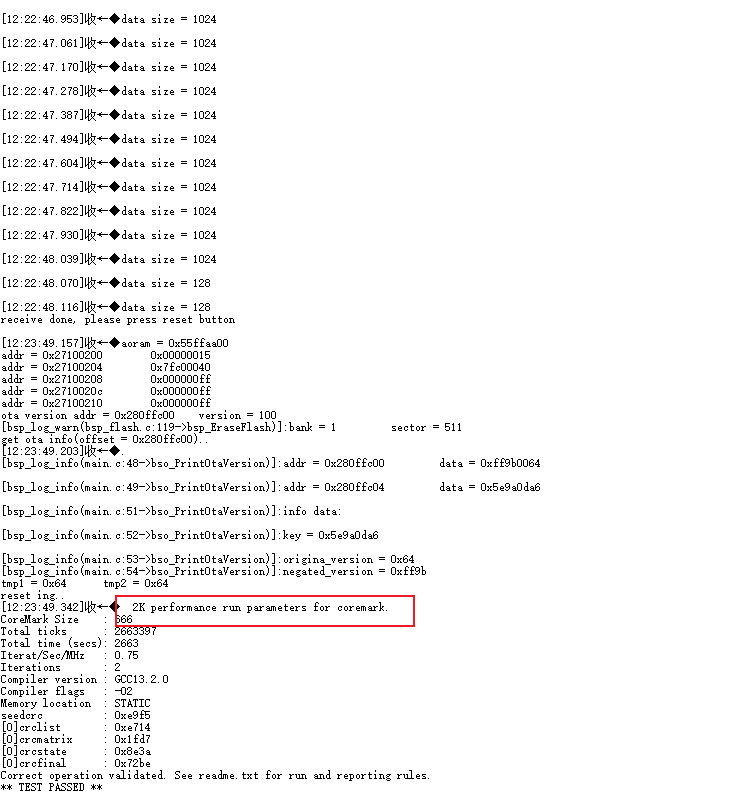 [12:22:46.953]收←◆data size = 1024
[12:22:47.061]收←◆data size = 1024
[12:22:47.170]收←◆data size = 1024
[12:22:47.278]收←◆data size = 1024
[12:22:47.387]收←◆data size = 1024
[12:22:47.494]收←◆data size = 1024
[12:22:47.604]收←◆data size = 1024
[12:22:47.714]收←◆data size = 1024
[12:22:47.822]收←◆data size = 1024
[12:22:47.930]收←◆data size = 1024
[12:22:48.039]收←◆data size = 1024
[12:22:48.070]收←◆data size = 128
[12:22:48.116]收←◆data size = 128
receive done, please press reset button
[12:23:49.157]收←◆aoram = 0x55ffaa00
addr = 0x27100200 0x00000015
addr = 0x27100204 0x7fc00040
addr = 0x27100208 0x000000ff
addr = 0x2710020c 0x000000ff
addr = 0x27100210 0x000000ff
ota version addr = 0x280ffc00 version = 100
[bsp_log_warn(bsp_flash.c:119->bsp_EraseFlash)]:bank = 1 sector = 511
get ota info(offset = 0x280ffc00)..
[12:23:49.203]收←◆.
[bsp_log_info(main.c:48->bso_PrintOtaVersion)]:addr = 0x280ffc00 data = 0xff9b0064
[bsp_log_info(main.c:49->bso_PrintOtaVersion)]:addr = 0x280ffc04 data = 0x5e9a0da6
[bsp_log_info(main.c:51->bso_PrintOtaVersion)]:info data:
[bsp_log_info(main.c:52->bso_PrintOtaVersion)]:key = 0x5e9a0da6
[bsp_log_info(main.c:53->bso_PrintOtaVersion)]:origina_version = 0x64
[bsp_log_info(main.c:54->bso_PrintOtaVersion)]:negated_version = 0xff9b
tmp1 = 0x64 tmp2 = 0x64
reset ing..
[12:23:49.342]收←◆ 2K performance run parameters for coremark.
CoreMark Size : 666
Total ticks : 2663397
Total time (secs): 2663
Iterat/Sec/MHz : 0.75
Iterations : 2
Compiler version : GCC13.2.0
Compiler flags : -O2
Memory location : STATIC
seedcrc : 0xe9f5
[0]crclist : 0xe714
[0]crcmatrix : 0x1fd7
[0]crcstate : 0x8e3a
[0]crcfinal : 0x72be
Correct operation validated. See readme.txt for run and reporting rules.
** TEST PASSED **